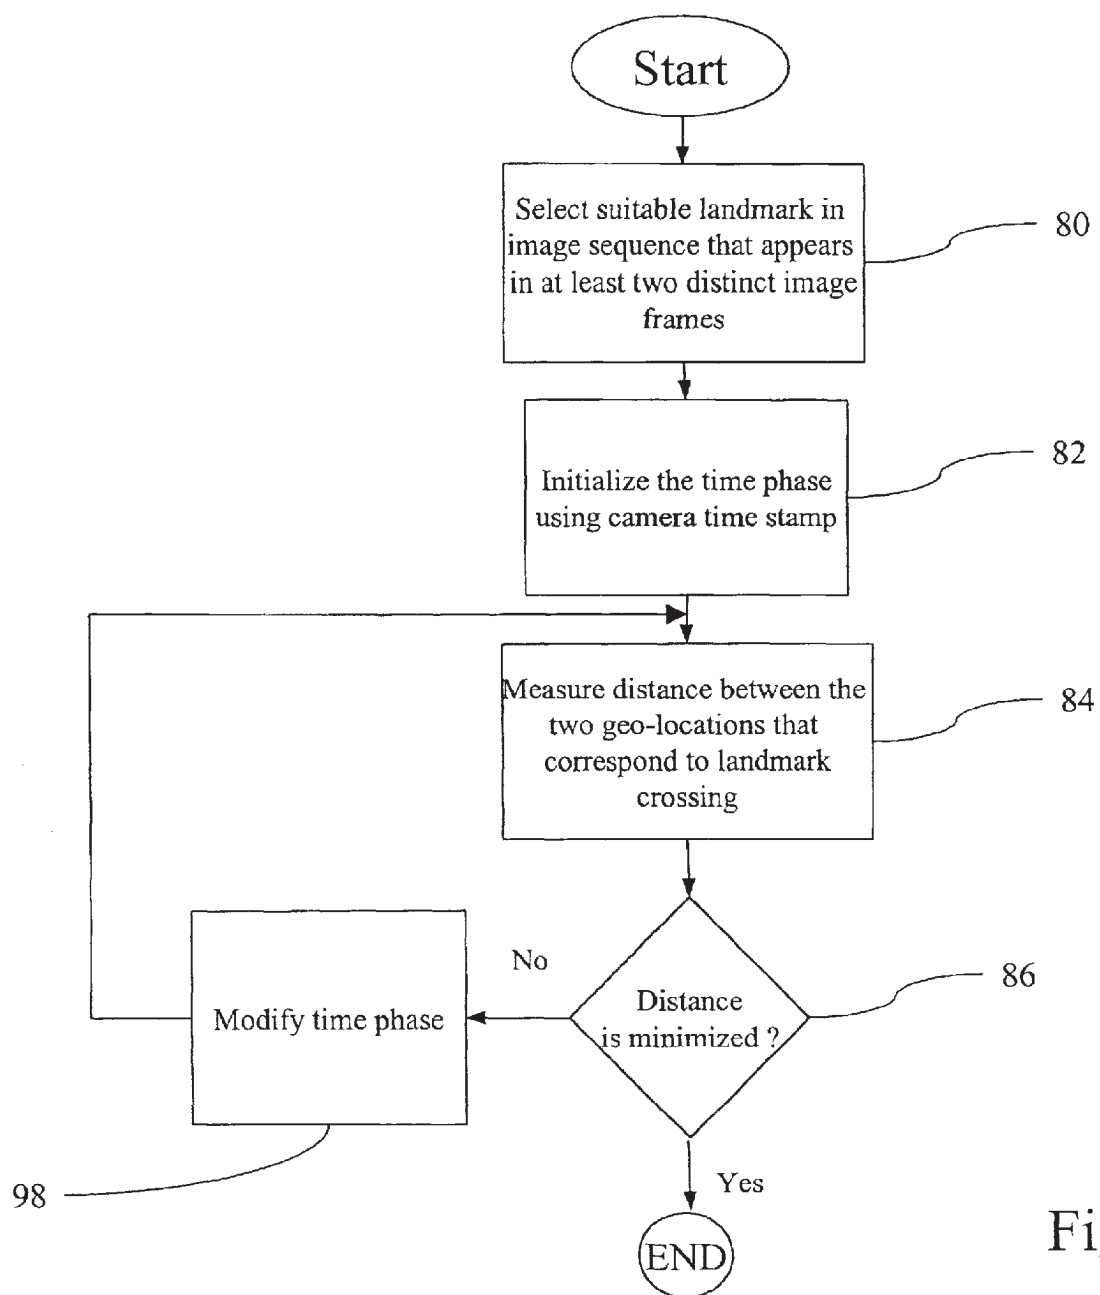 Start
Select suitable landmark in
image sequence that appears
in at least two distinct image
frames
80
Initialize the time phase
using camera time stamp
82
Measure distance between the
two geo-locations that
correspond to landmark
crossing
84
Distance
is minimized ?
86
No
Modify time phase
98
Yes
END
Fi